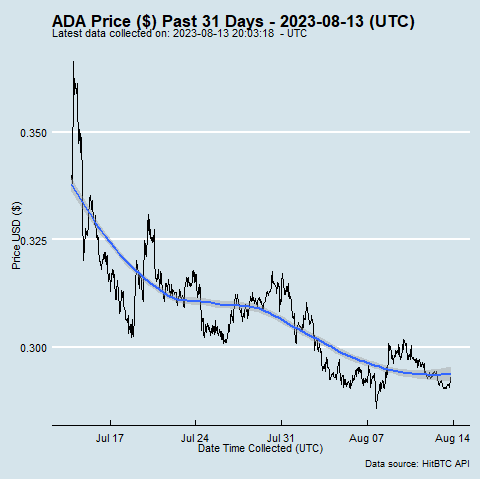 ADA Price ($) Past 31 Days - 2023-08-13 (UTC)
Latest data collected on: 2023-08-13 20:03:18  - UTC
Price USD ($)
0.350
0.325
0.300
Jul 17
Jul 24
Jul 31
Aug 07
Aug 14
Date Time Collected (UTC)
Data source: HitBTC API